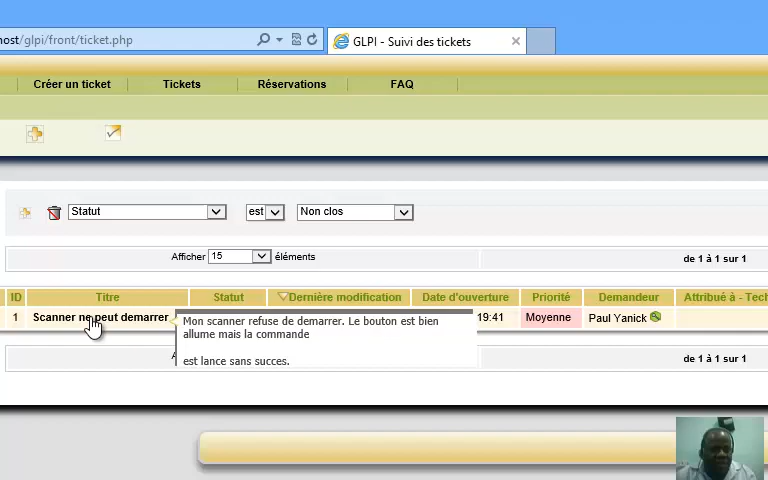 host/glpi/front/ticket.php
GLPI - Suivi des tickets
Créer un ticket Tickets Réservations FAQ
Statut est Non clos
Afficher 15 éléments de 1 à 1 sur 1
ID Titre Statut Dernière modification Date d'ouverture Priorité Demandeur Attribué à - Tech
1 Scanner ne peut demarrer 19:41 Moyenne Paul Yanick
Mon scanner refuse de demarrer. Le bouton est bien
allume mais la commande
est lance sans succes.
de 1 à 1 sur 1